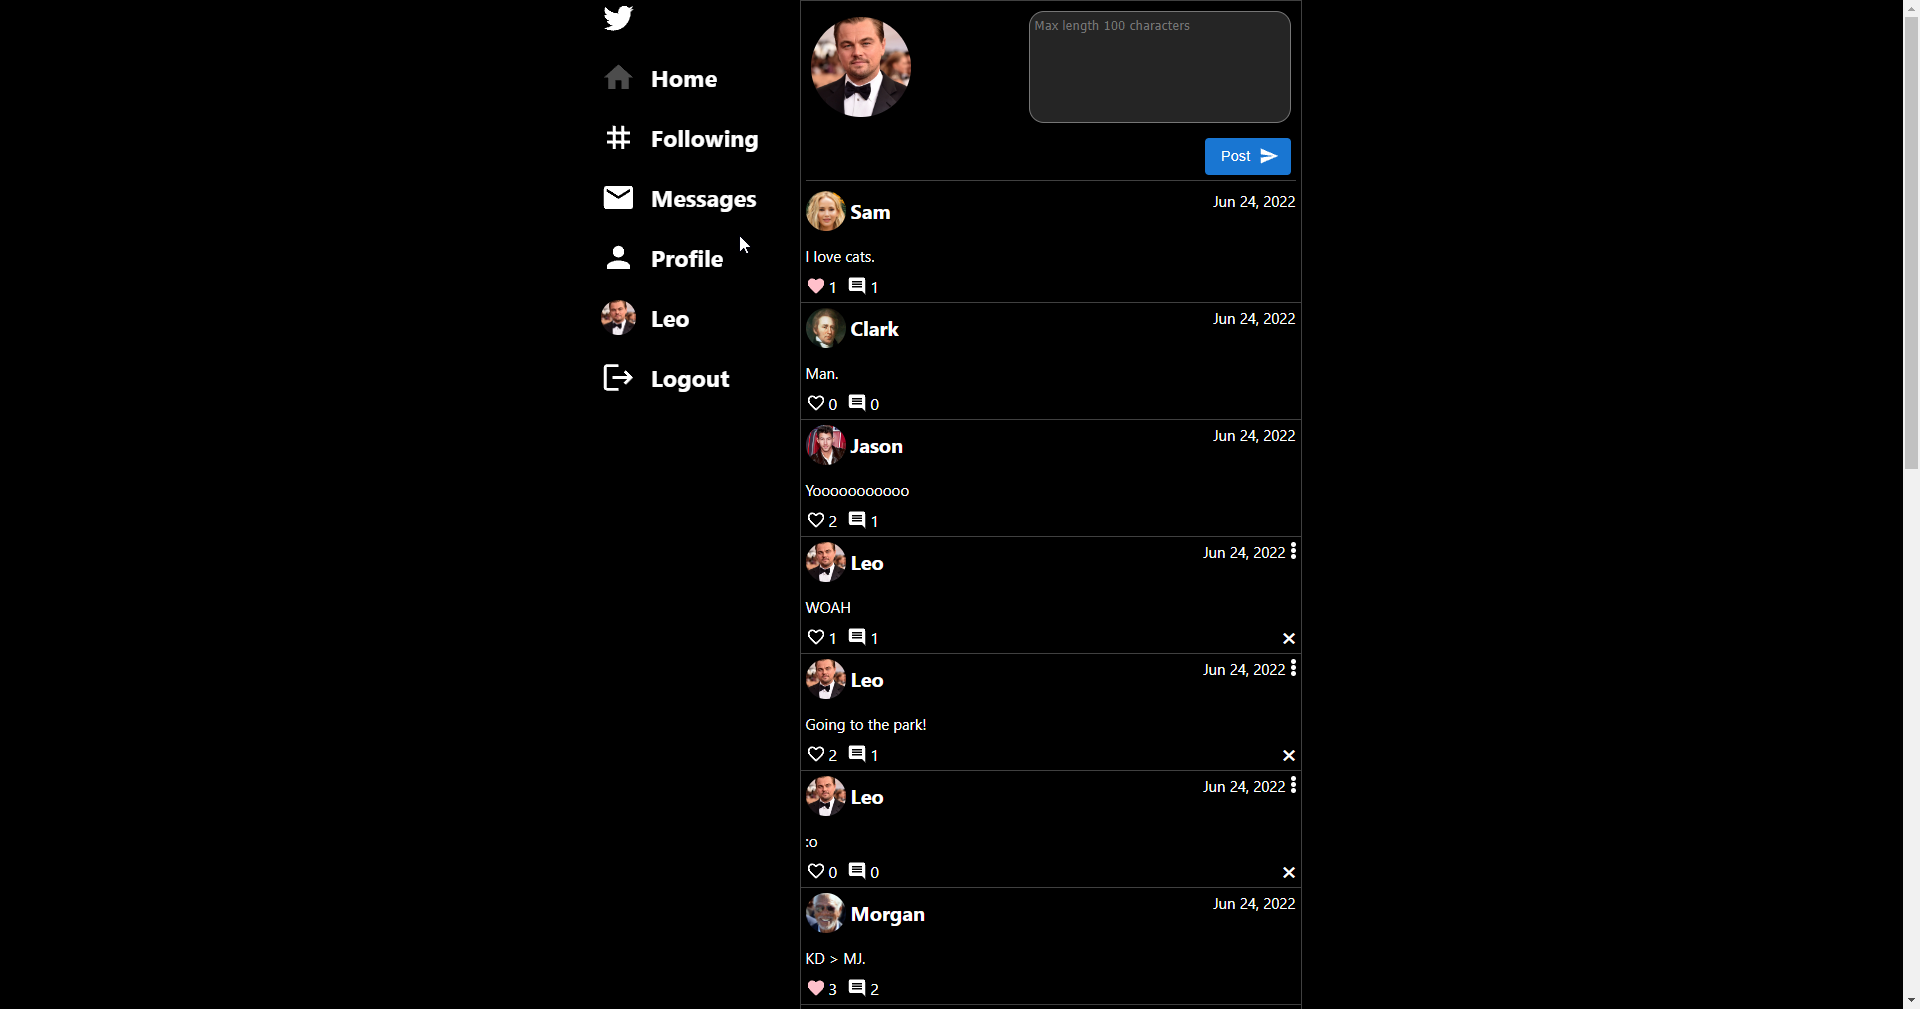 Home
Following
Messages
Profile
Leo
Logout
Max length 100 characters
Post
Sam
Jun 24, 2022
I love cats.
1 1
Clark
Jun 24, 2022
Man.
0 0
Jason
Jun 24, 2022
Yooooooooooo
2 1
Leo
Jun 24, 2022
WOAH
1 1
Leo
Jun 24, 2022
Going to the park!
2 1
Leo
Jun 24, 2022
:o
0 0
Morgan
Jun 24, 2022
KD > MJ.
3 2